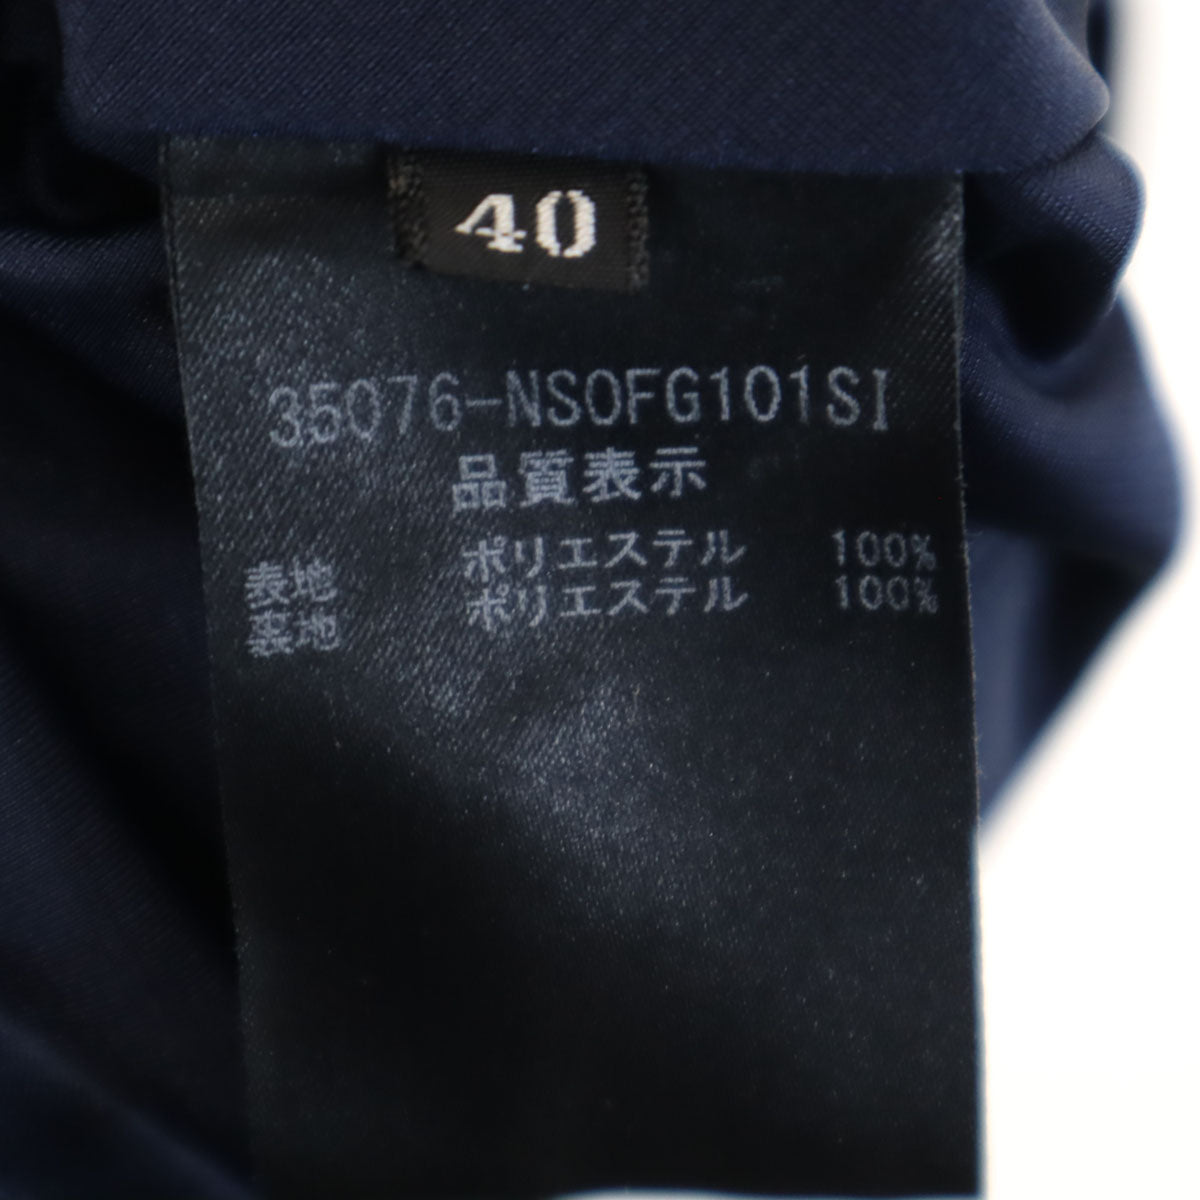 40
35076-NSOFG101SI
品質表示
表地 ポリエステル 100%
裏地 ポリエステル 100%